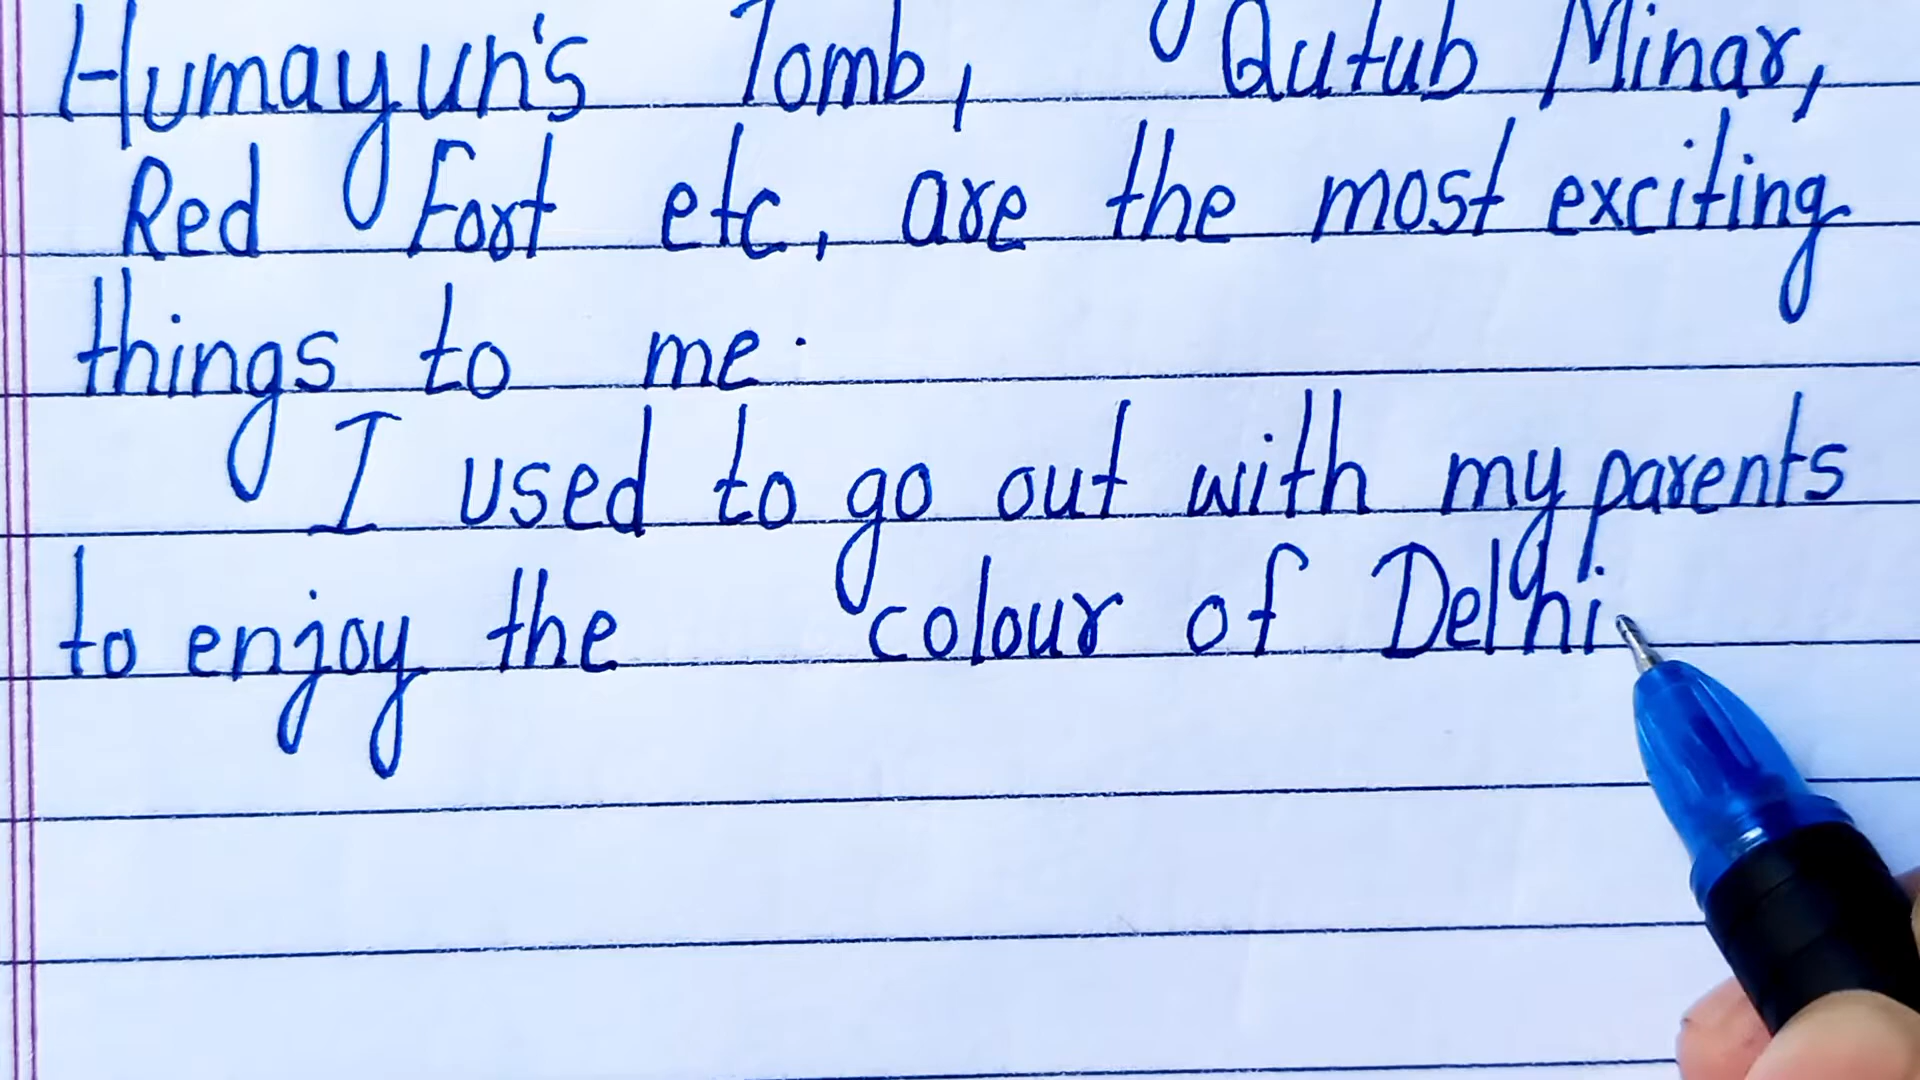 Humayun's Tomb, Qutub Minar,
Red Fort etc, are the most exciting
things to me.
I used to go out with my parents
to enjoy the colour of Delhi.